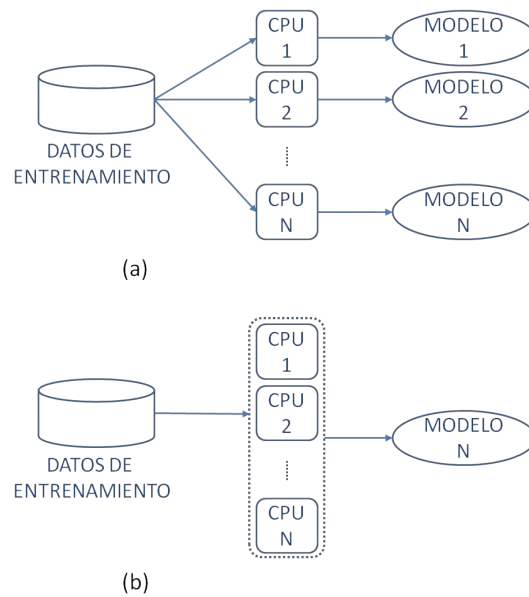 CPU
1
MODELO
1
CPU
2
MODELO
2
DATOS DE
ENTRENAMIENTO
CPU
N
MODELO
N
(a)
CPU
1
CPU
2
MODELO
N
DATOS DE
ENTRENAMIENTO
CPU
N
(b)